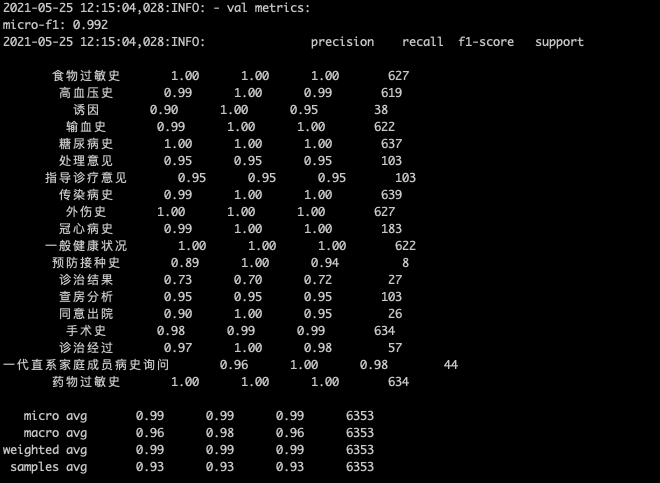 2021-05-25 12:15:04,028:INFO: - val metrics:
micro-f1: 0.992
2021-05-25 12:15:04,028:INFO: precision recall f1-score support
食物过敏史 1.00 1.00 1.00 627
高血压史 0.99 1.00 0.99 619
诱因 0.90 1.00 0.95 38
输血史 0.99 1.00 1.00 622
糖尿病史 1.00 1.00 1.00 637
处理意见 0.95 0.95 0.95 103
指导诊疗意见 0.95 0.95 0.95 103
传染病史 0.99 1.00 1.00 639
外伤史 1.00 1.00 1.00 627
冠心病史 0.99 1.00 1.00 183
一般健康状况 1.00 1.00 1.00 622
预防接种史 0.89 1.00 0.94 8
诊治结果 0.73 0.70 0.72 27
查房分析 0.95 0.95 0.95 103
同意出院 0.90 1.00 0.95 26
手术史 0.98 0.99 0.99 634
诊治经过 0.97 1.00 0.98 57
一代直系家庭成员病史询问 0.96 1.00 0.98 44
药物过敏史 1.00 1.00 1.00 634
micro avg 0.99 0.99 0.99 6353
macro avg 0.96 0.98 0.96 6353
weighted avg 0.99 0.99 0.99 6353
samples avg 0.93 0.93 0.93 6353